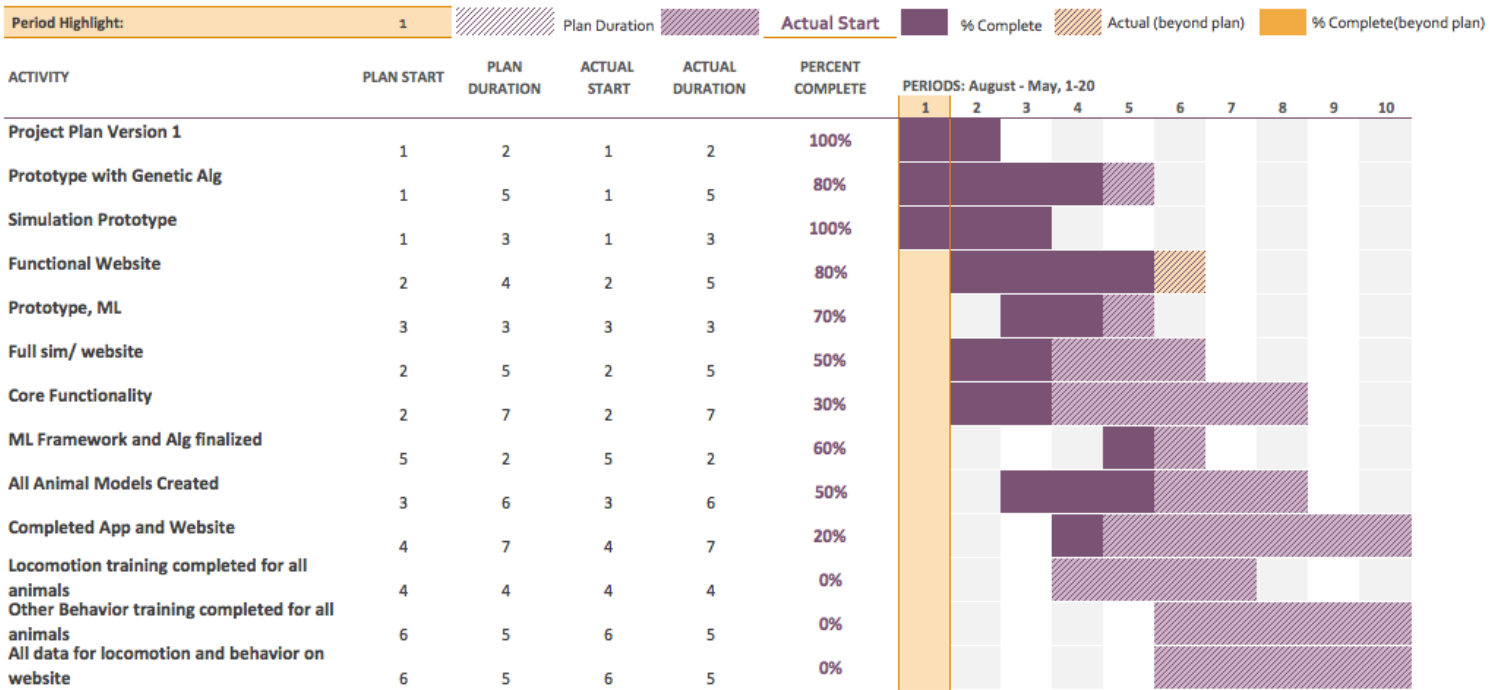 Period Highlight: 1 Plan Duration Actual Start % Complete Actual (beyond plan) % Complete(beyond plan)
ACTIVITY PLAN START PLAN DURATION ACTUAL START ACTUAL DURATION PERCENT COMPLETE
PERIODS: August - May, 1-20
1 2 3 4 5 6 7 8 9 10
Project Plan Version 1
1 2 1 2 100%
Prototype with Genetic Alg
1 5 1 5 80%
Simulation Prototype
1 3 1 3 100%
Functional Website
2 4 2 5 80%
Prototype, ML
3 3 3 3 70%
Full sim/ website
2 5 2 5 50%
Core Functionality
2 7 2 7 30%
ML Framework and Alg finalized
5 2 5 2 60%
All Animal Models Created
3 6 3 6 50%
Completed App and Website
4 7 4 7 20%
Locomotion training completed for all
animals 4 4 4 4 0%
Other Behavior training completed for all
animals 6 5 6 5 0%
All data for locomotion and behavior on
website 6 5 6 5 0%